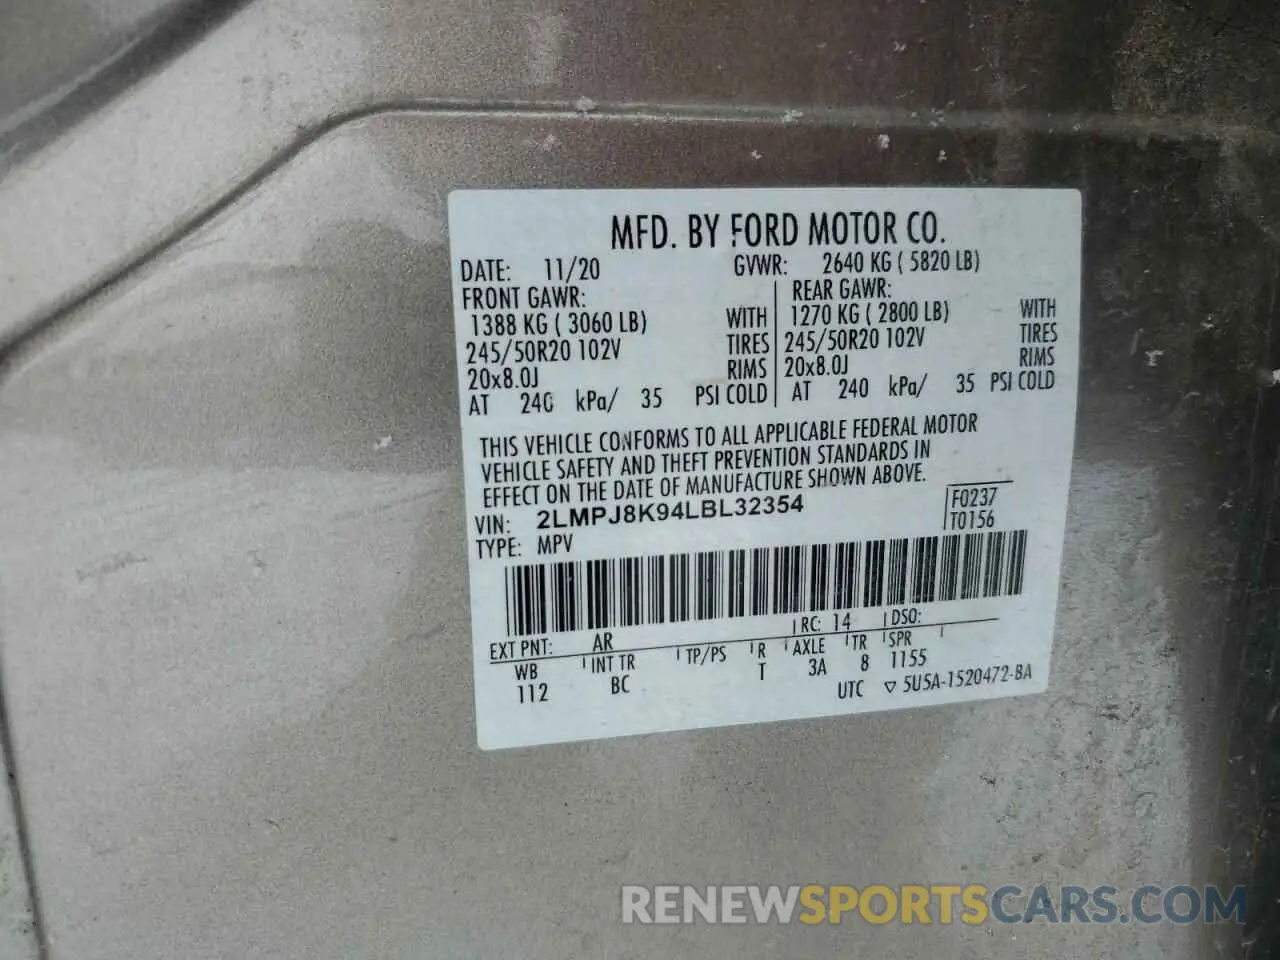 MFD. BY FORD MOTOR CO.
DATE: 11/20 GVWR: 2640 KG ( 5820 LB)
FRONT GAWR: REAR GAWR:
1388 KG ( 3060 LB) WITH 1270 KG ( 2800 LB) WITH
245/50R20 102V TIRES 245/50R20 102V TIRES
20x8.0J RIMS 20x8.0J RIMS
AT 240 kPa/ 35 PSI COLD AT 240 kPa/ 35 PSI COLD
THIS VEHICLE CONFORMS TO ALL APPLICABLE FEDERAL MOTOR
VEHICLE SAFETY AND THEFT PREVENTION STANDARDS IN
EFFECT ON THE DATE OF MANUFACTURE SHOWN ABOVE.
VIN: 2LMPJ8K94LBL32354 F0237
TYPE: MPV T0156
EXT PNT: AR RC: 14 DSO:
WB INT TR TP/PS R AXLE TR SPR
112 BC T 3A 8 1155
UTC ▽ 5U5A-1520472-BA
RENEWSPORTSCARS.COM